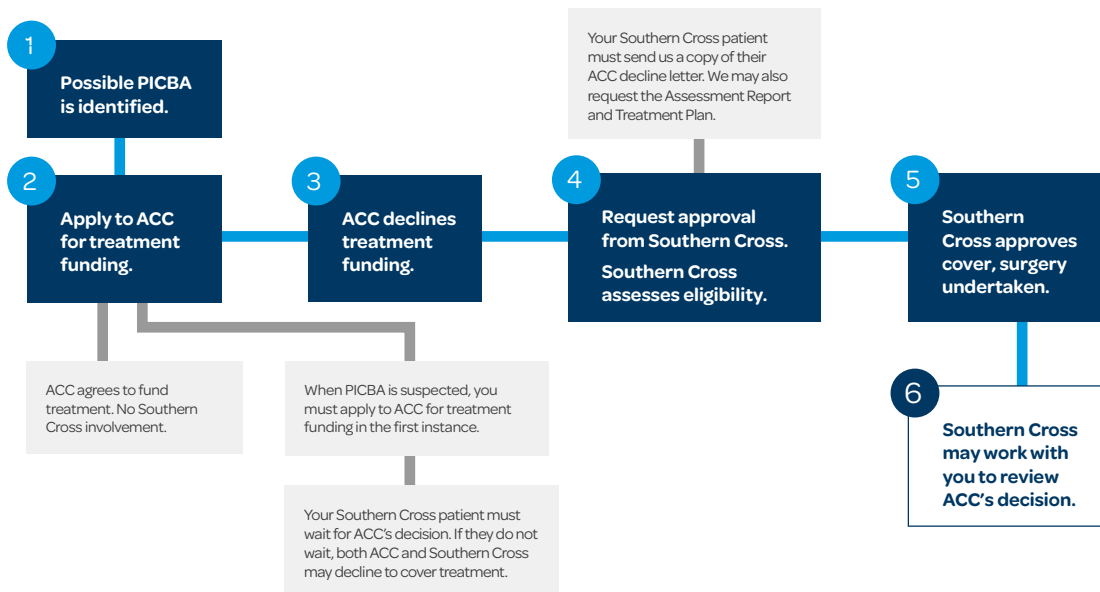 1
Possible PICBA
is identified.
2
Apply to ACC
for treatment
funding.
ACC agrees to fund
treatment. No Southern
Cross involvement.
When PICBA is suspected, you
must apply to ACC for treatment
funding in the first instance.
Your Southern Cross patient must
wait for ACC's decision. If they do not
wait, both ACC and Southern Cross
may decline to cover treatment.
3
ACC declines
treatment
funding.
4
Request approval
from Southern Cross.
Southern Cross
assesses eligibility.
Your Southern Cross patient
must send us a copy of their
ACC decline letter. We may also
request the Assessment Report
and Treatment Plan.
5
Southern
Cross approves
cover, surgery
undertaken.
6
Southern Cross
may work with
you to review
ACC's decision.